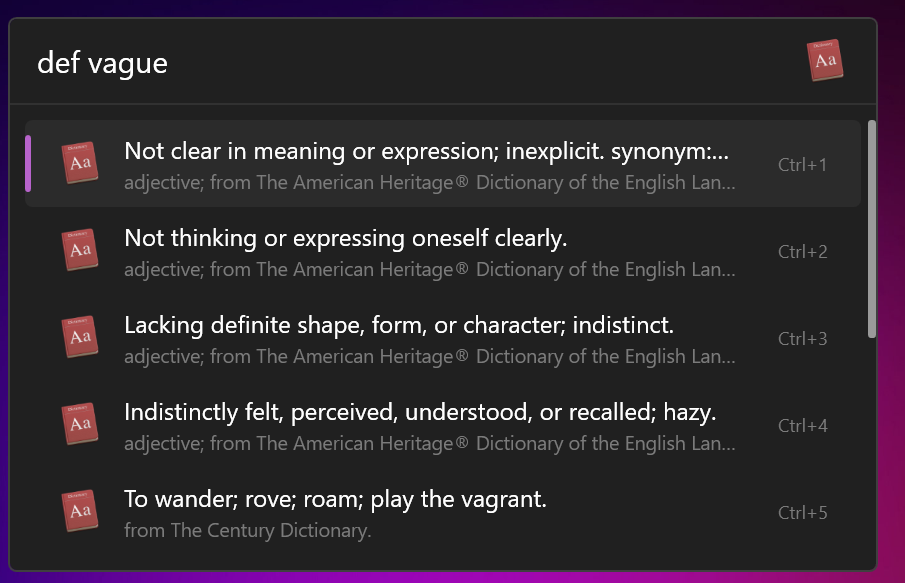 def vague
Aa
Not clear in meaning or expression; inexplicit. synonym:...
adjective; from The American Heritage® Dictionary of the English Lan...
Ctrl+1
Aa
Not thinking or expressing oneself clearly.
adjective; from The American Heritage® Dictionary of the English Lan...
Ctrl+2
Aa
Lacking definite shape, form, or character; indistinct.
adjective; from The American Heritage® Dictionary of the English Lan...
Ctrl+3
Aa
Indistinctly felt, perceived, understood, or recalled; hazy.
adjective; from The American Heritage® Dictionary of the English Lan...
Ctrl+4
Aa
To wander; rove; roam; play the vagrant.
from The Century Dictionary.
Ctrl+5
Aa